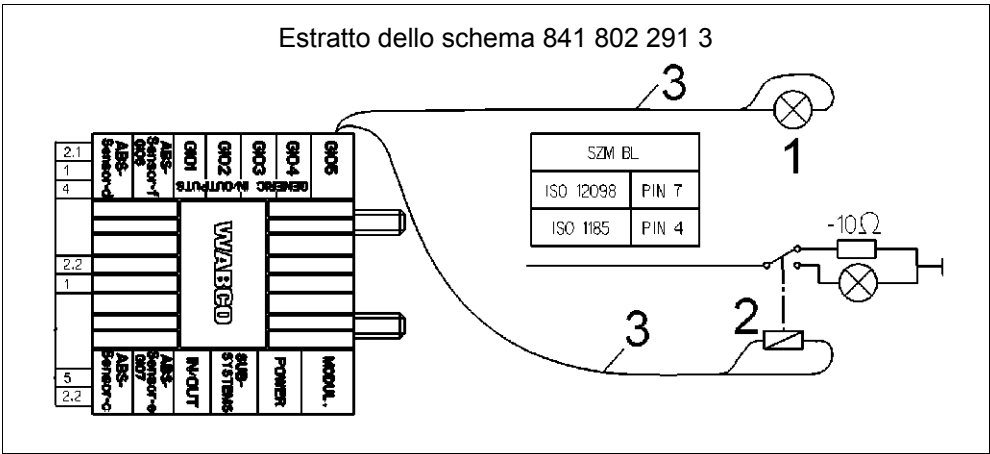 Estratto dello schema 841 802 291 3
3
1
SZM BL
ISO 12098 PIN 7
ISO 1185 PIN 4
-10Ω
2
3
2.1
1
4
2.2
1
5
2.2
ABS-
Sensor-d
ABS-
Sensor-f
GIO6
GIO1
GIO2
GIO3
GIO4
GIO5
GENERIC IN/OUTPUTS
WABCO
ABS-
Sensor-c
ABS-
Sensor-e
GIO7
IN/OUT
SUB-
SYSTEMS
POWER
MODUL.